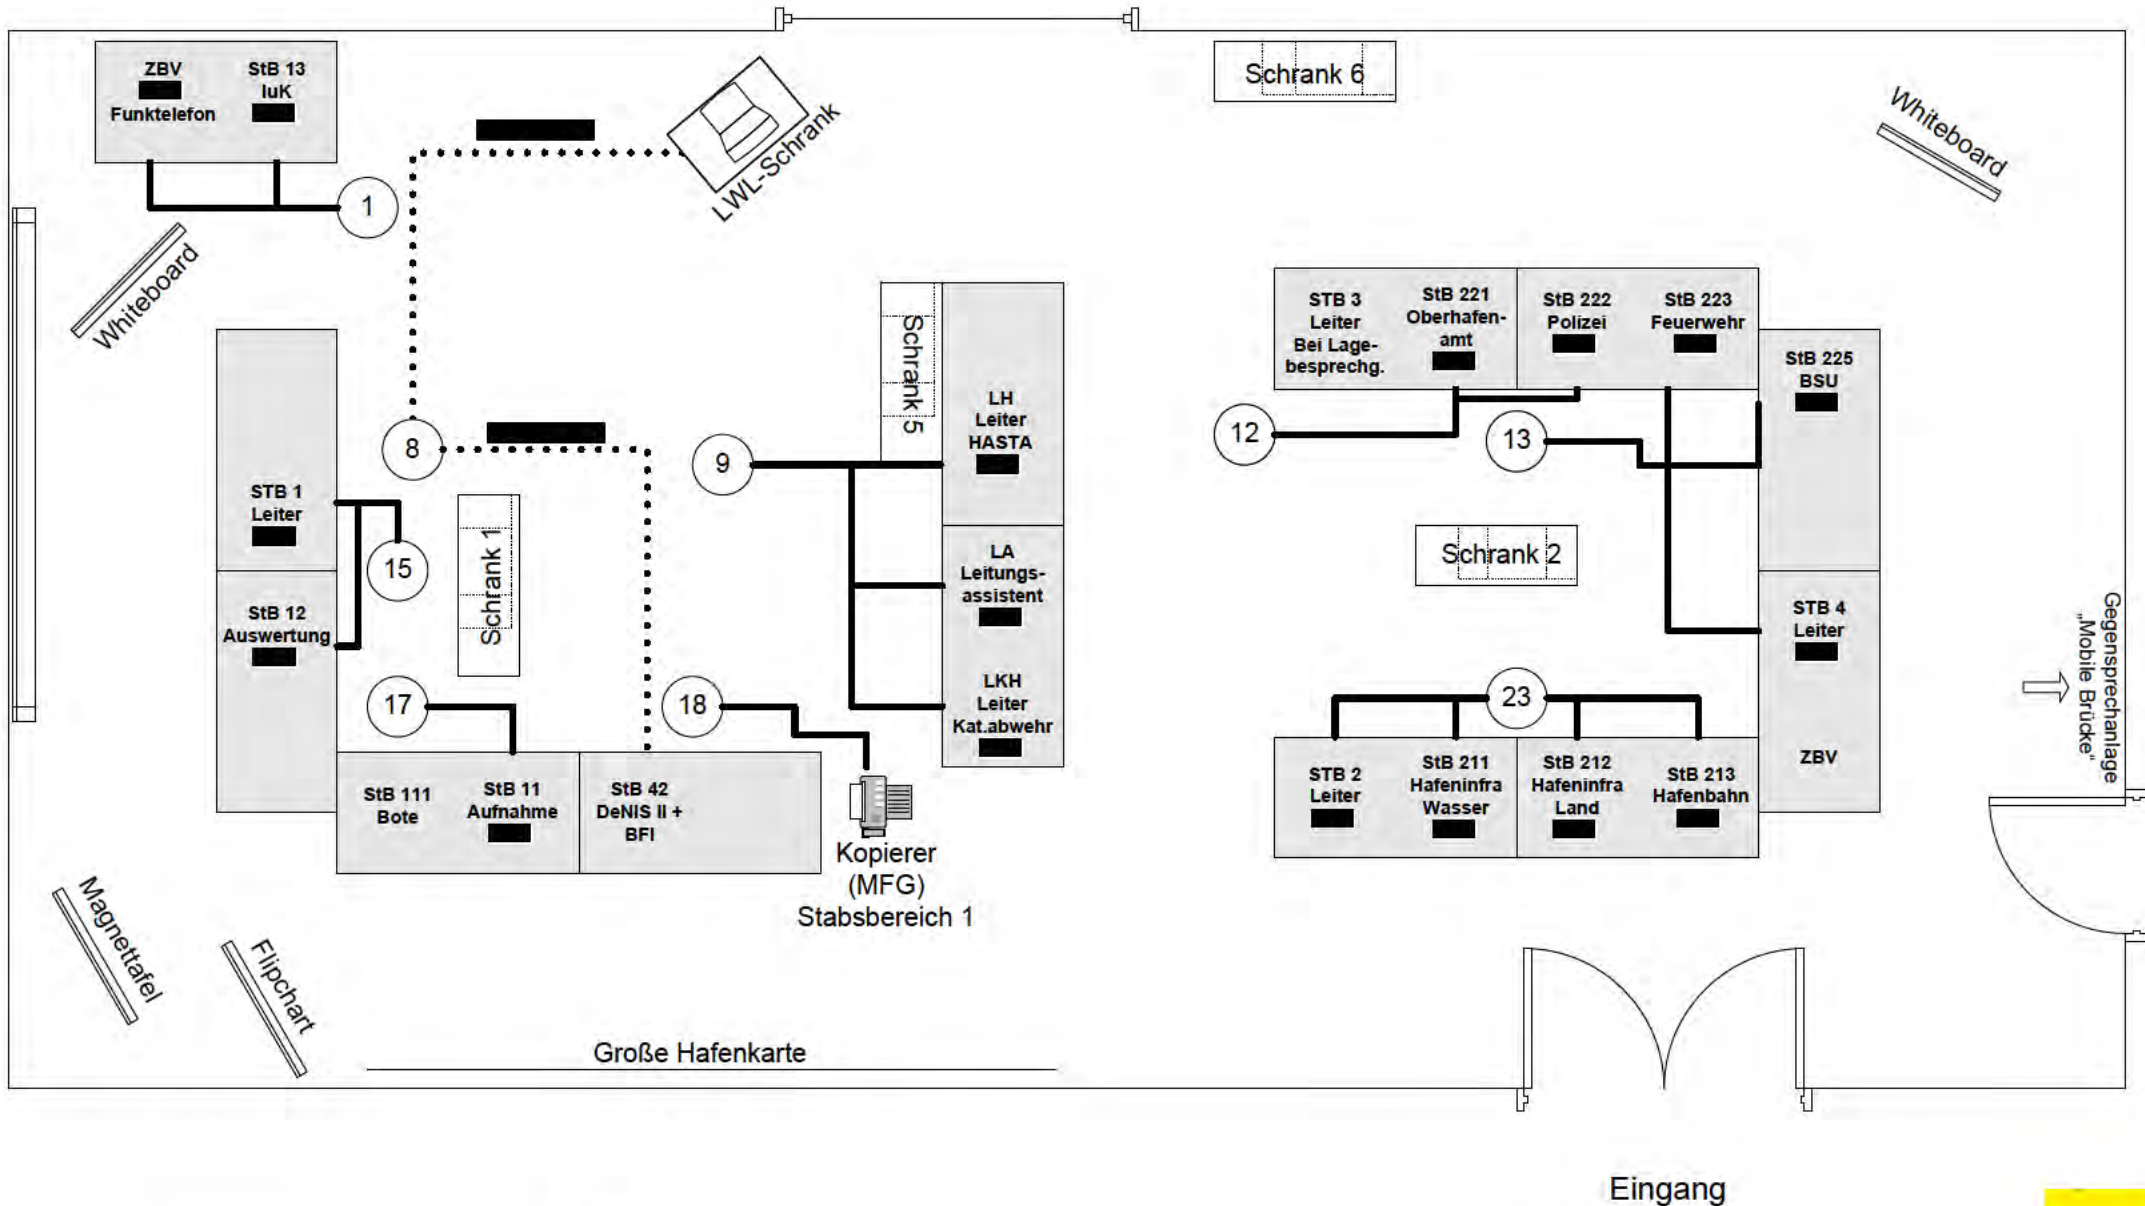 ZBV
Funktelefon
StB 13
IuK
1
Whiteboard
LWL-Schrank
Schrank 6
Whiteboard
STB 1
Leiter
StB 12
Auswertung
8
15
Schrank 1
17
18
StB 111
Bote
StB 11
Aufnahme
StB 42
DeNIS II +
BFI
Kopierer
(MFG)
Stabsbereich 1
9
Schrank 5
LH
Leiter
HASTA
LA
Leitungs-
assistent
LKH
Leiter
Kat.abwehr
STB 3
Leiter
Bei Lage-
besprechg.
StB 221
Oberhafen-
amt
StB 222
Polizei
StB 223
Feuerwehr
StB 225
BSU
12
13
Schrank 2
STB 4
Leiter
ZBV
23
STB 2
Leiter
StB 211
Hafeninfra
Wasser
StB 212
Hafeninfra
Land
StB 213
Hafenbahn
Gegensprechanlage
„Mobile Brücke“
Magnettafel
Flipchart
Große Hafenkarte
Eingang